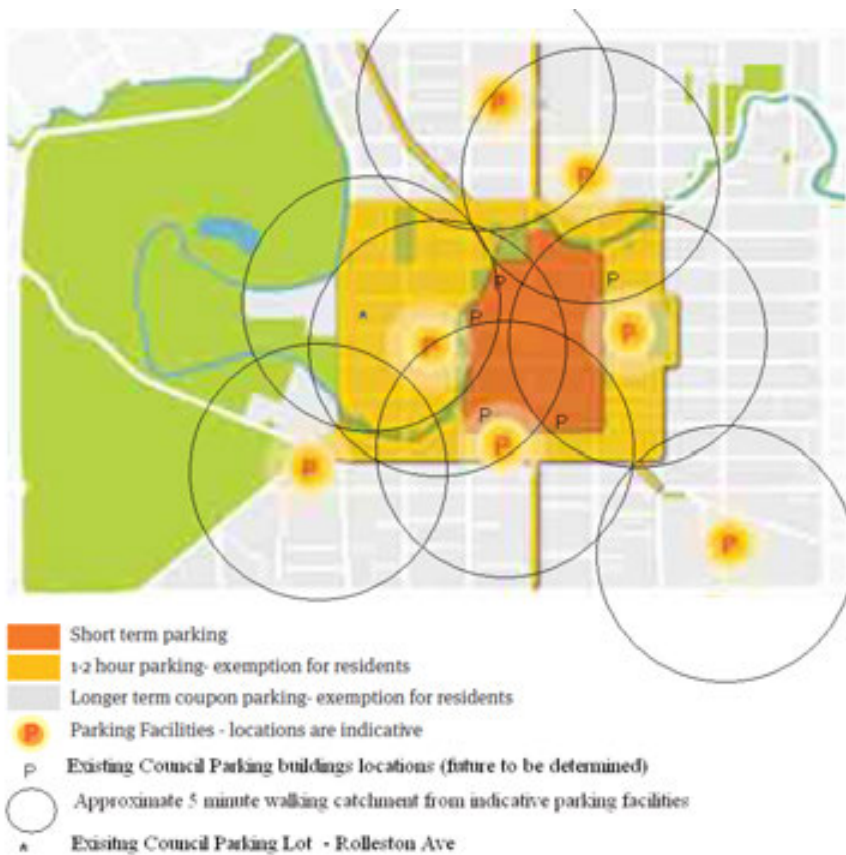 P
P
P
P
P
ʌ
P
P
P
P
P
P
P
Short term parking
1-2 hour parking- exemption for residents
Longer term coupon parking- exemption for residents
P Parking Facilities - locations are indicative
P Existing Council Parking buildings locations (future to be determined)
Approximate 5 minute walking catchment from indicative parking facilities
ʌ Exisitng Council Parking Lot - Rolleston Ave